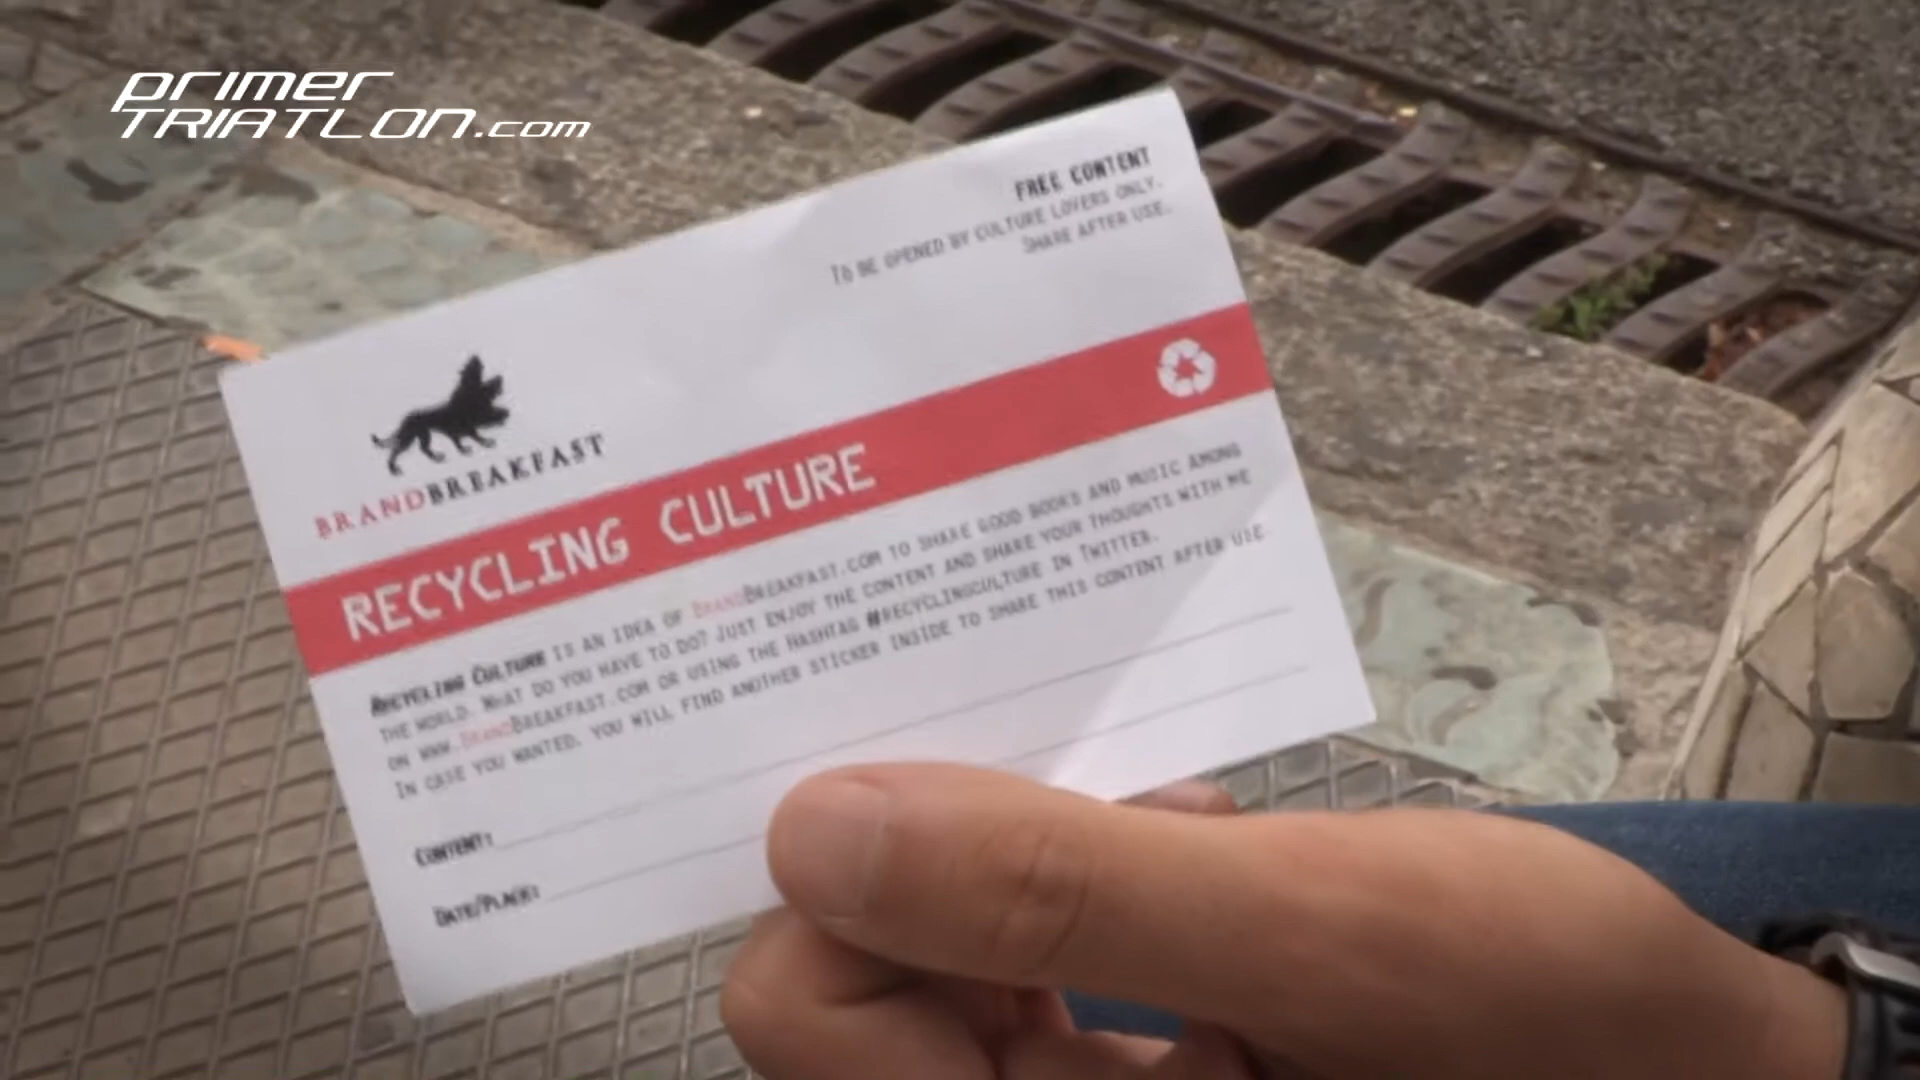 primer
TRIATLON.com
FREE CONTENT
TO BE OPENED BY CULTURE LOVERS ONLY.
SHARE AFTER USE.
BRANDBREAKFAST
RECYCLING CULTURE
RECYCLING CULTURE IS AN IDEA OF BRANDBREAKFAST.COM TO SHARE GOOD BOOKS AND MUSIC AMONG
THE WORLD. WHAT DO YOU HAVE TO DO? JUST ENJOY THE CONTENT AND SHARE YOUR THOUGHTS WITH ME
ON WWW.BRANDBREAKFAST.COM OR USING THE HASHTAG #RECYCLINGCULTURE IN TWITTER.
IN CASE YOU WANTED, YOU WILL FIND ANOTHER STICKER INSIDE TO SHARE THIS CONTENT AFTER USE.
CONTENT:
DATE/PLACE: